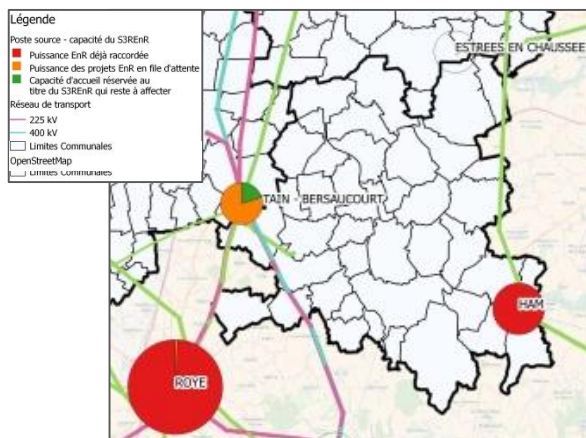 Légende
Poste source - capacité du S3REnR
Puissance EnR déjà raccordée
Puissance des projets EnR en file d'attente
Capacité d'accueil réservée au
titre du S3REnR qui reste à affecter
Réseau de transport
225 kV
400 kV
Limites Communales
OpenStreetMap
Limites Communales
ESTREES EN CHAUSSEE
TAIN - BERSAUCOURT
HAM
ROYE